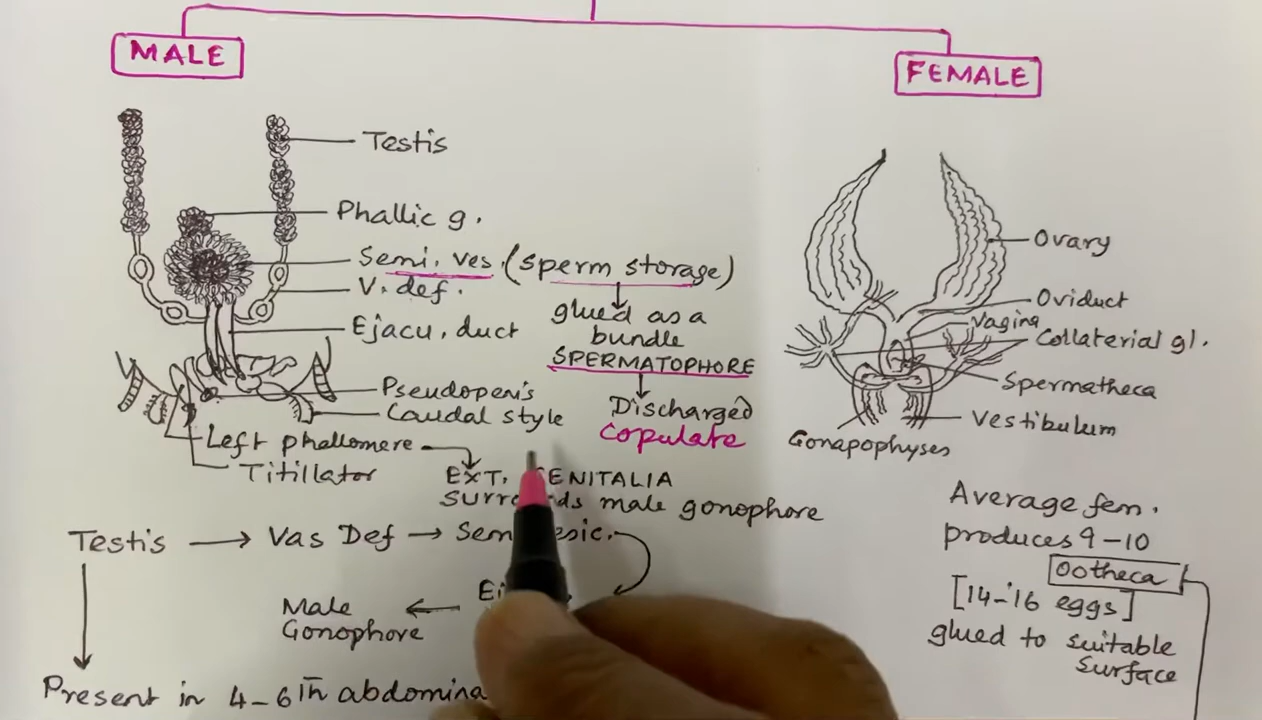 MALE
FEMALE
Testis
Phallic g.
Semi. ves. (sperm storage)
V. def.
glued as a
bundle
SPERMATOPHORE
Ejacu. duct
Pseudopenis
Caudal style
Discharged
copulate
Left phallomere
Titillator
EXT. ENITALIA
male gonophore
Testis → Vas Def → Sem
Male
Gonophore
Present in 4-6th abdomina
Ovary
Oviduct
Vagina
Collaterial gl.
Spermatheca
Vestibulum
Gonapophyses
Average fem.
produces 9-10
Ootheca
[14-16 eggs]
glued to suitable
surface